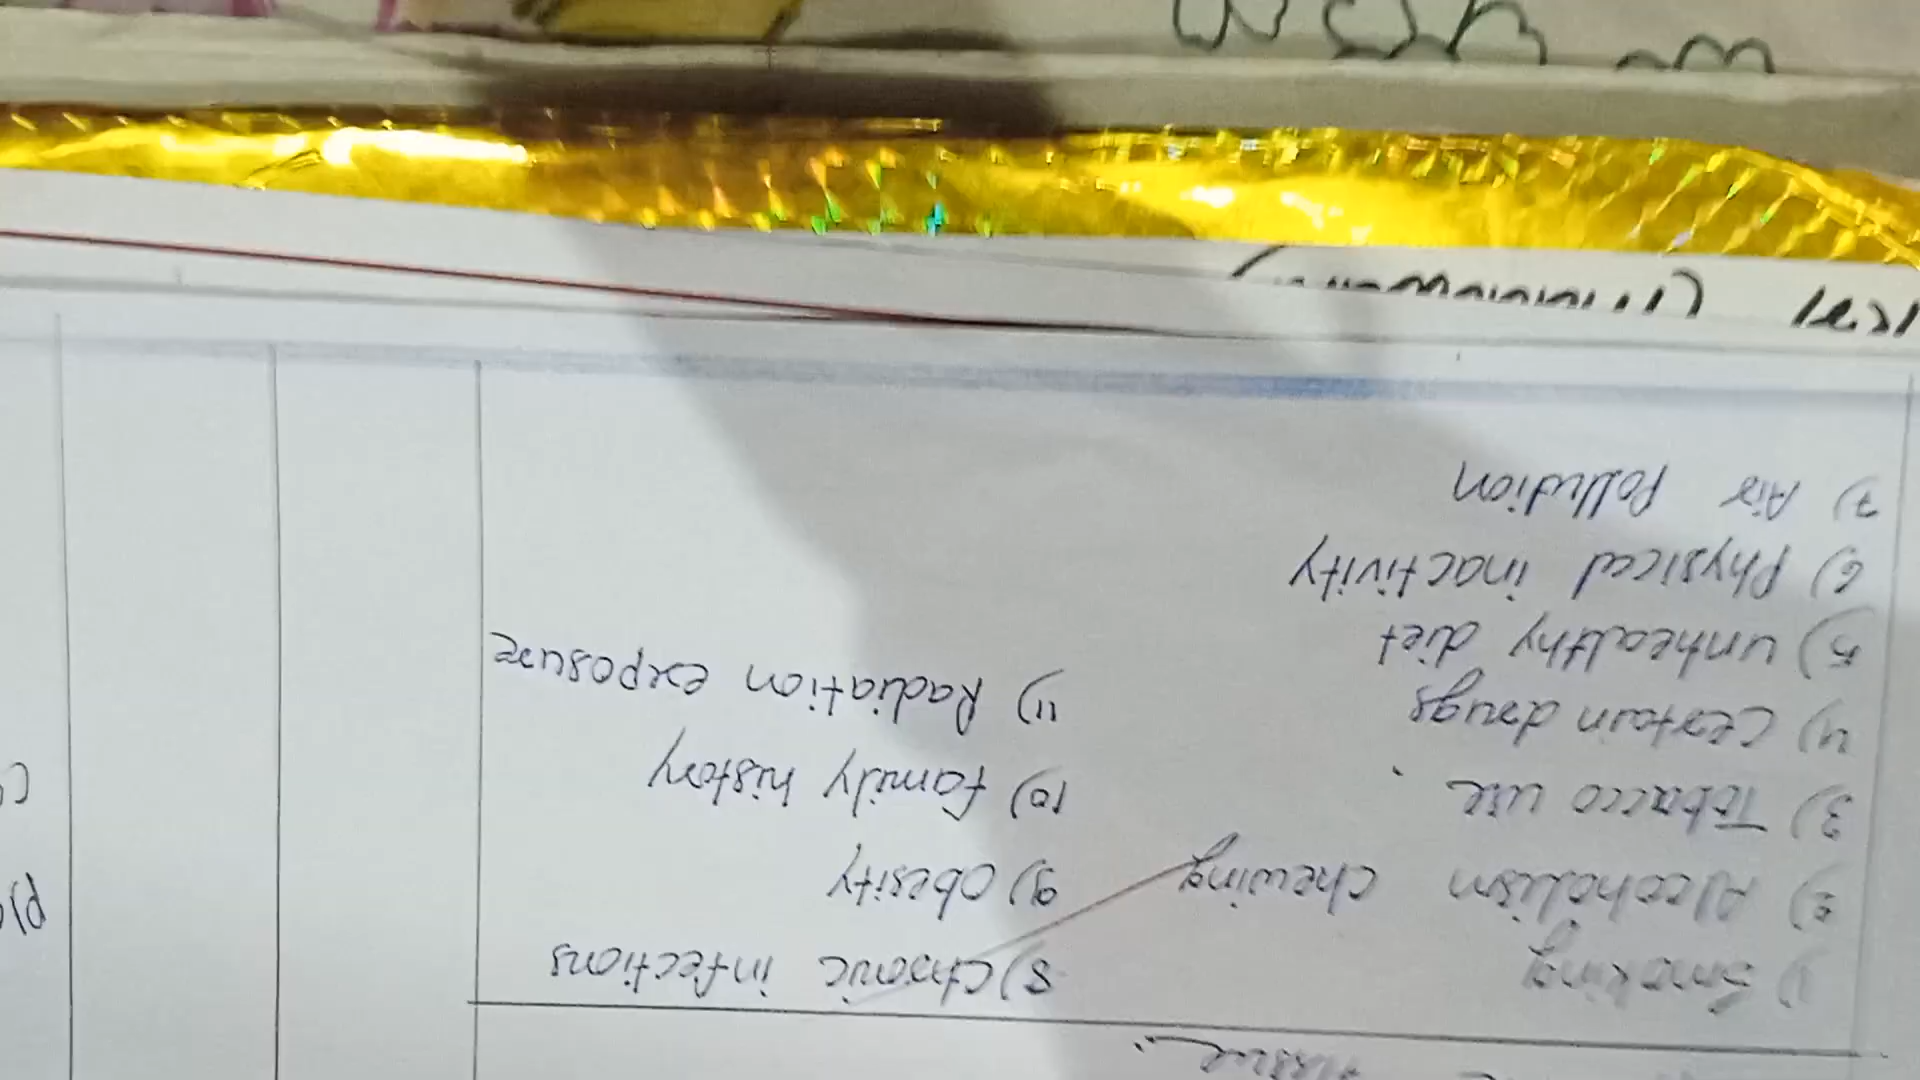 tissue.
1) Smoking
2) Alcoholism chewing
3) Tobacco use.
4) Certain drugs
5) unhealthy diet
6) Physical inactivity
7) Air Pollution
8) Chronic infections
9) Obesity
10) family history
11) Radiation exposure